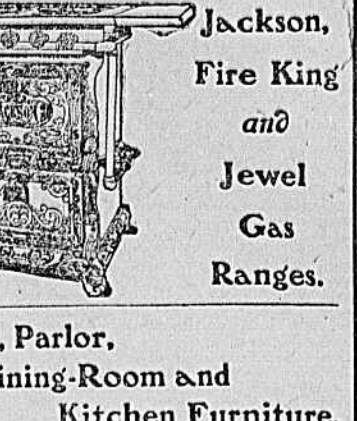 Jackson,
Fire King
and
Jewel
Gas
Ranges.
, Parlor,
ining-Room and
Kitchen Furniture.